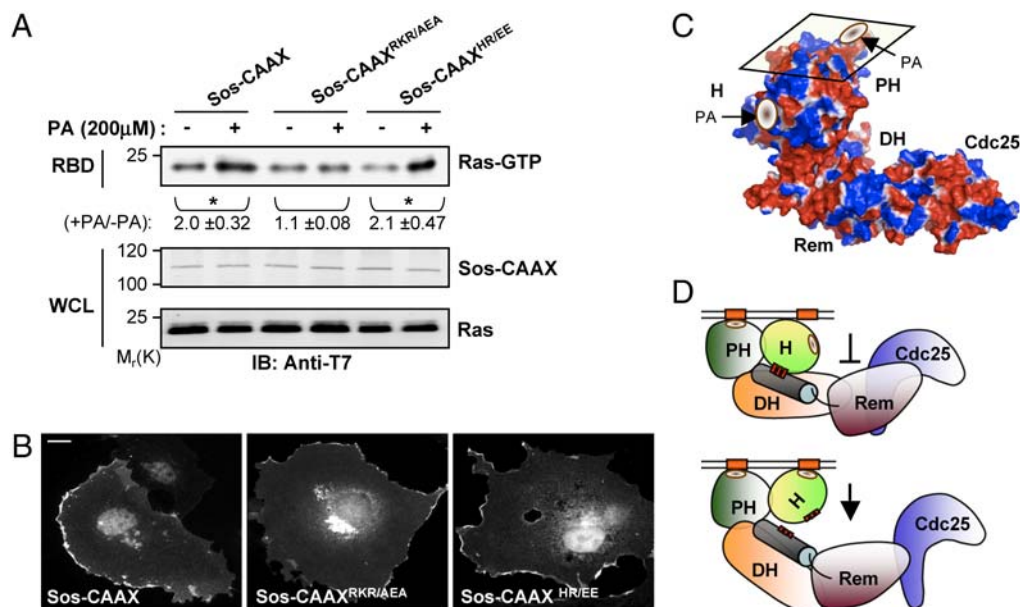 A
Sos-CAAX
Sos-CAAX^RKR/AEA
Sos-CAAX^HR/EE
PA (200µM) : - + - + - +
RBD
25
Ras-GTP
* *
(+PA/-PA): 2.0 ±0.32 1.1 ±0.08 2.1 ±0.47
WCL
120
100
Sos-CAAX
25
Ras
Mr(K)
IB: Anti-T7
B
Sos-CAAX
Sos-CAAX^RKR/AEA
Sos-CAAX^HR/EE
C
PA
H
PH
PA
DH
Cdc25
Rem
D
PH
H
Cdc25
DH
Rem
PH
H
Cdc25
DH
Rem